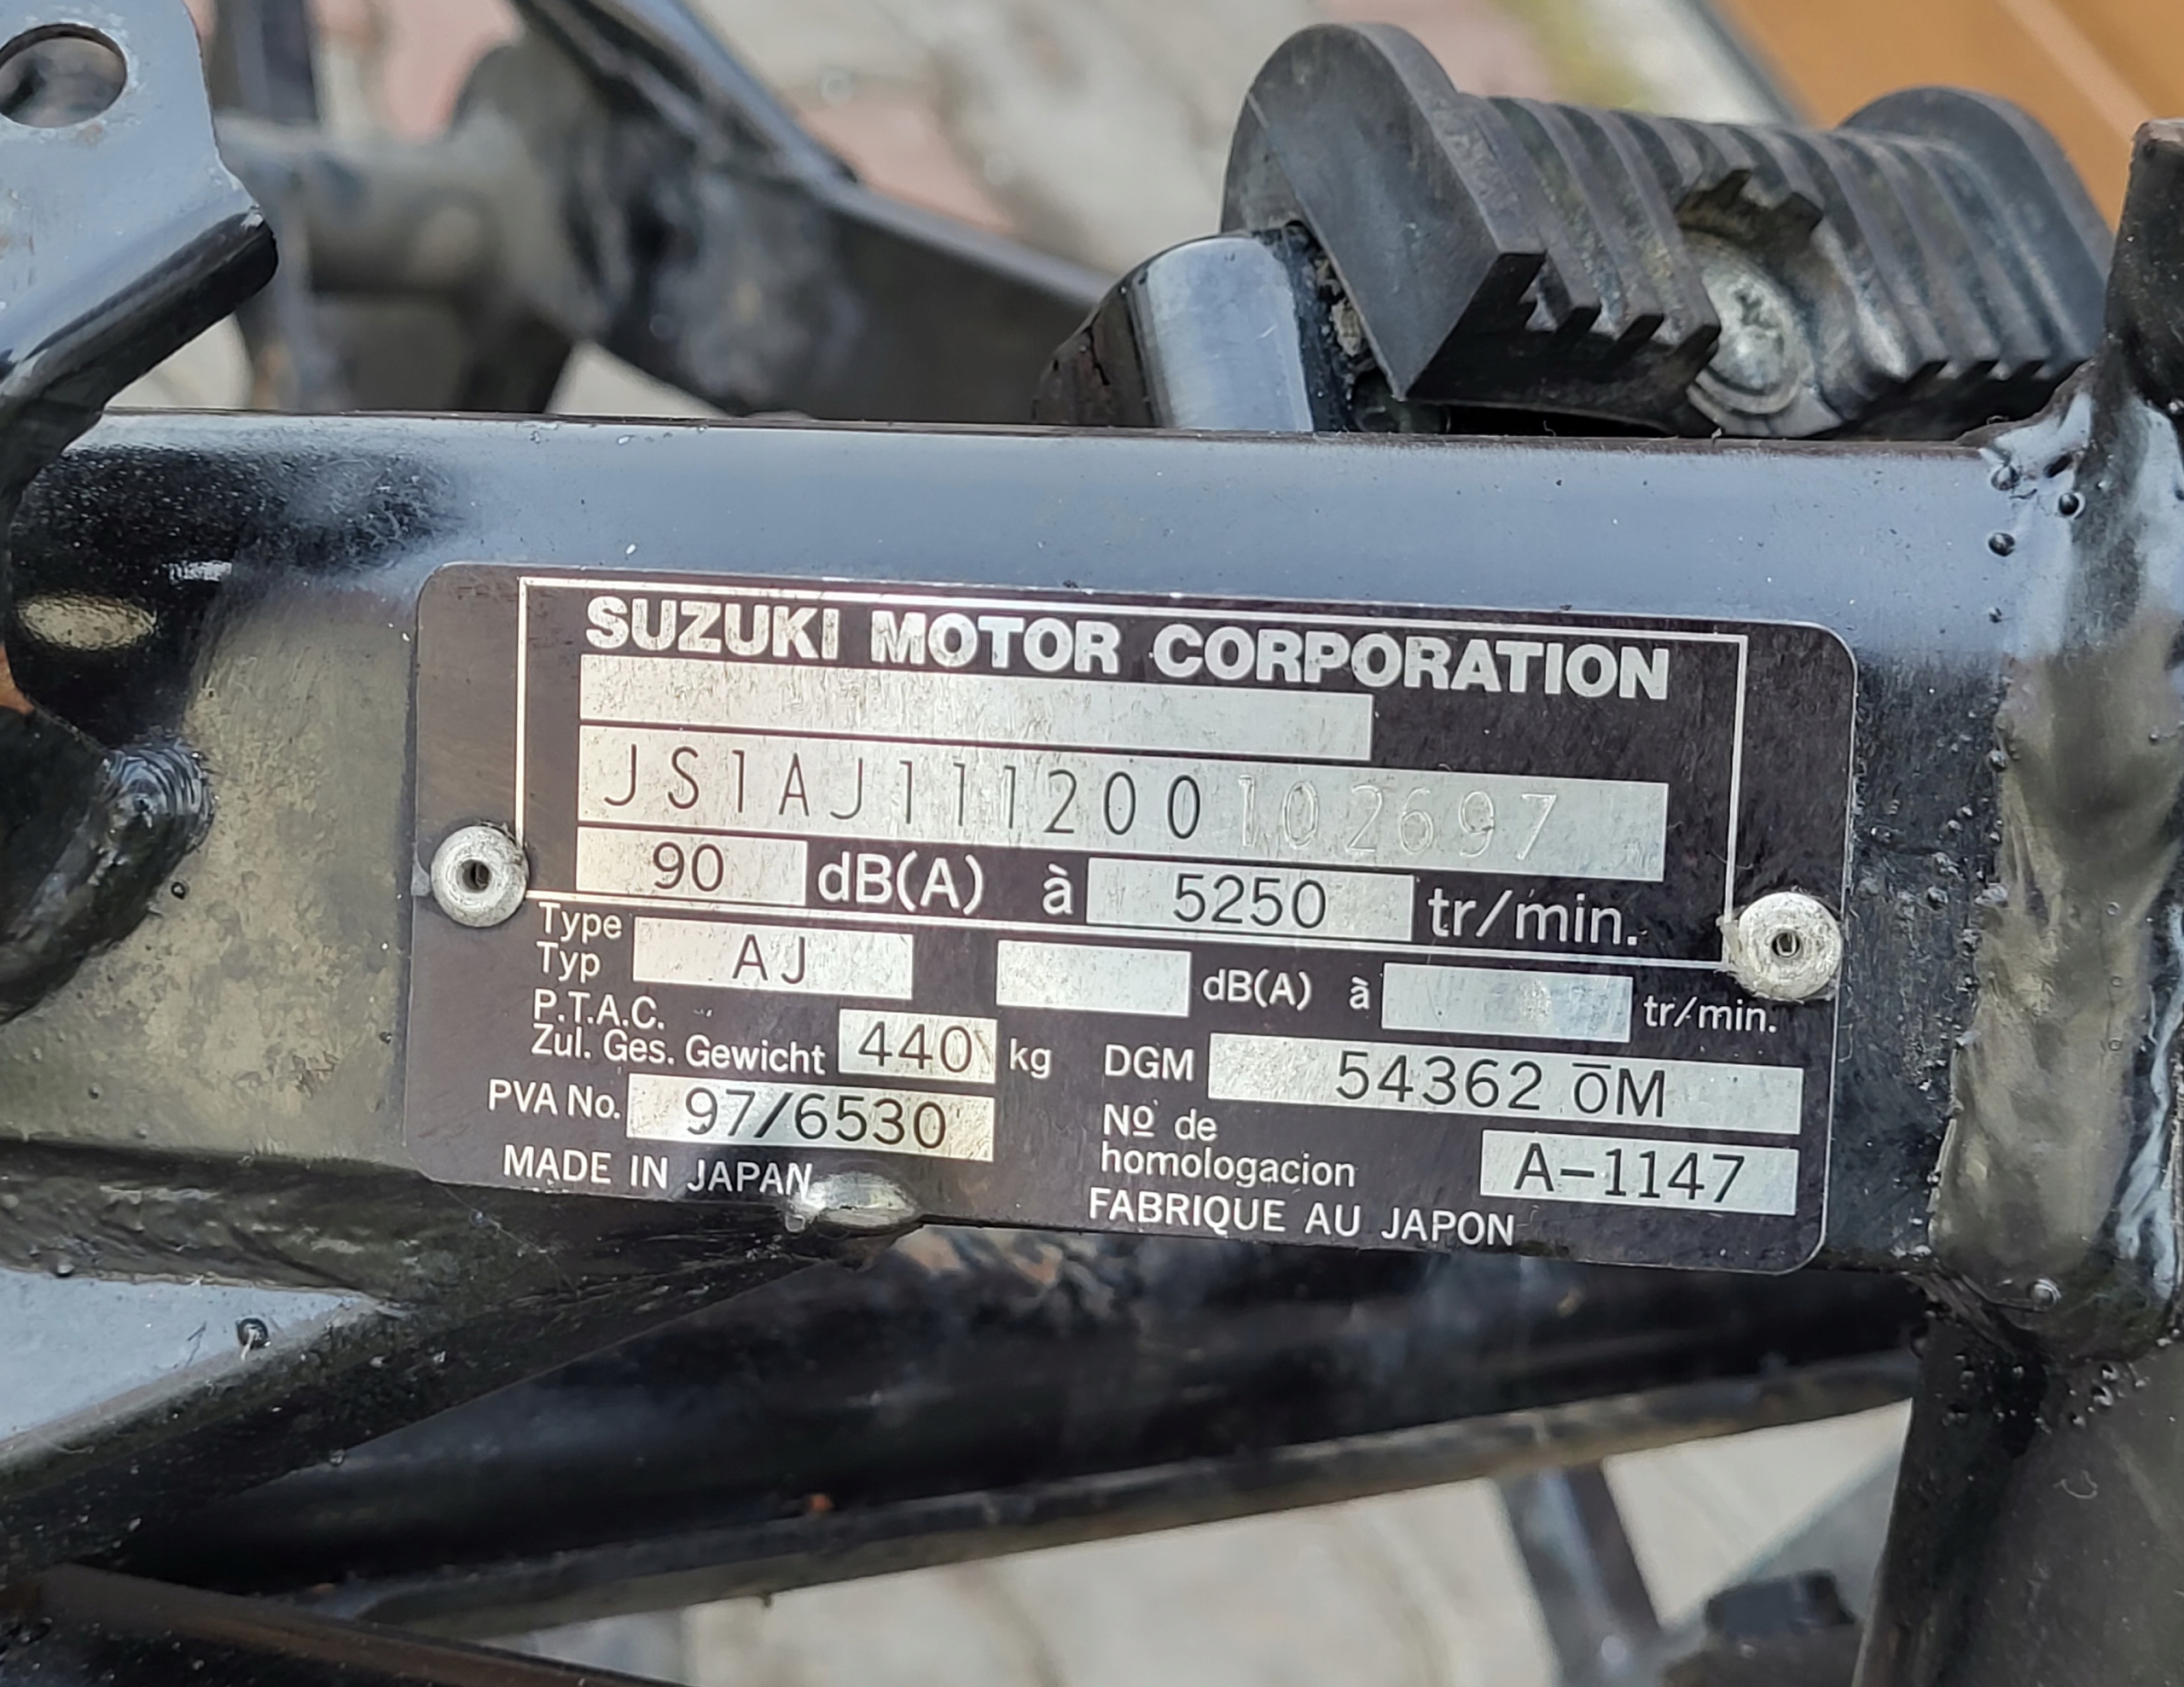 SUZUKI MOTOR CORPORATION
JS1AJ111200102697
90 dB(A) à 5250 tr/min.
Type
Typ AJ dB(A) à tr/min.
P.T.A.C.
Zul. Ges. Gewicht 440 kg DGM 54362 ŌM
PVA No. 97/6530 Nº de
homologacion A-1147
MADE IN JAPAN FABRIQUE AU JAPON